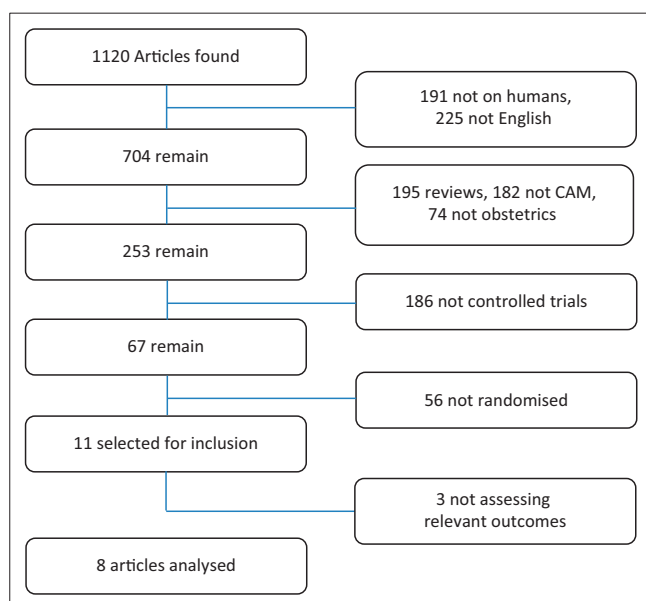 1120 Articles found
191 not on humans,
225 not English
704 remain
195 reviews, 182 not CAM,
74 not obstetrics
253 remain
186 not controlled trials
67 remain
56 not randomised
11 selected for inclusion
3 not assessing
relevant outcomes
8 articles analysed